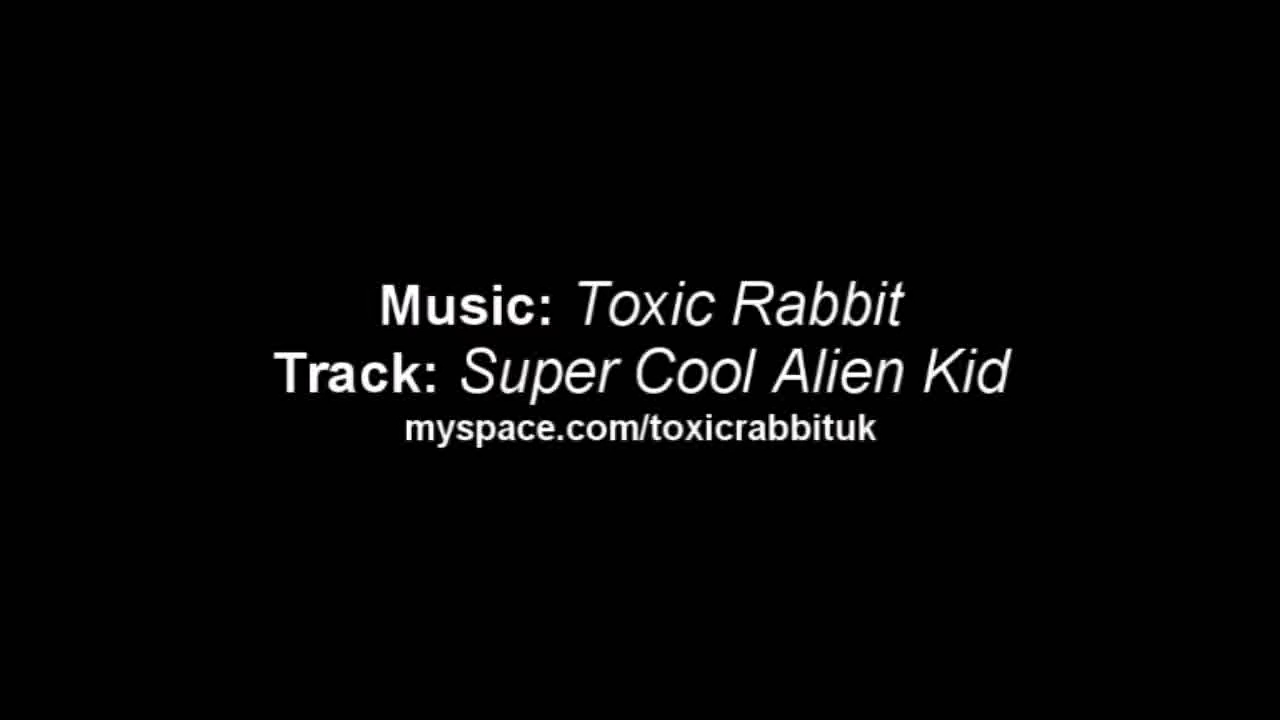 Music: Toxic Rabbit
Track: Super Cool Alien Kid
myspace.com/toxicrabbituk